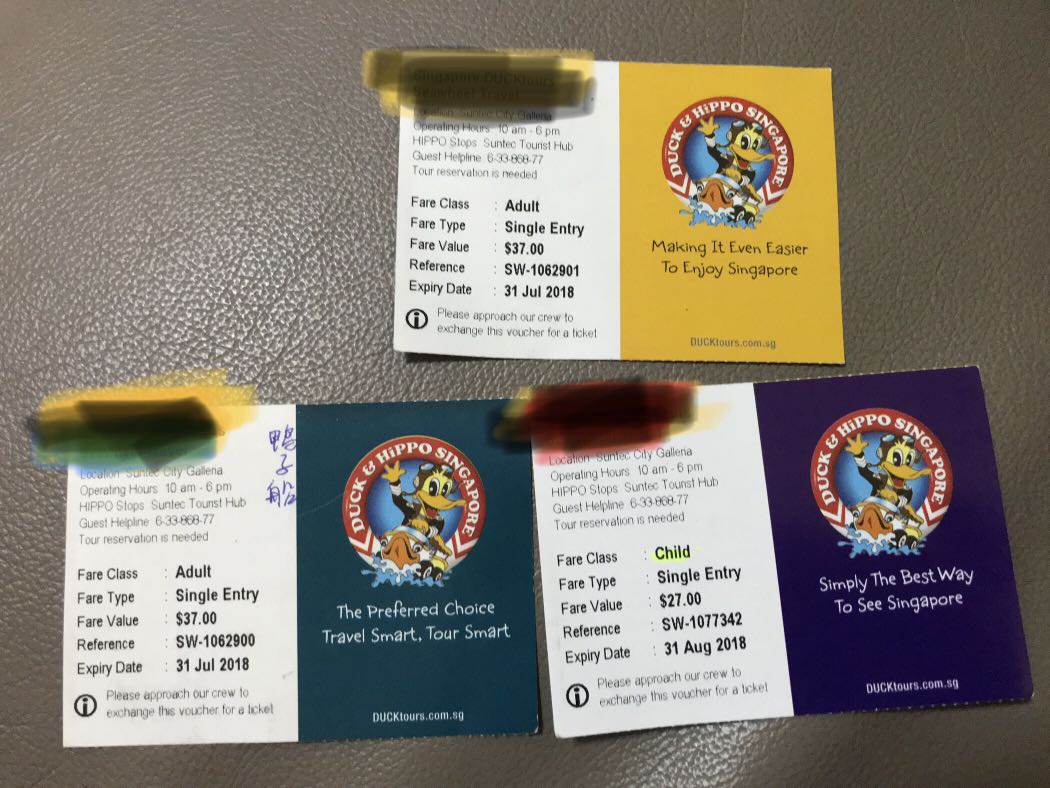 Singapore DUCKtours
Seawheel Travel
Location Suntec City Galleria
Operating Hours 10 am - 6 pm
HIPPO Stops Suntec Tourist Hub
Guest Helpline 6-33-868-77
Tour reservation is needed
Fare Class : Adult
Fare Type : Single Entry
Fare Value : $37.00
Reference : SW-1062901
Expiry Date : 31 Jul 2018
Please approach our crew to
exchange this voucher for a ticket
DUCK & HiPPO SINGAPORE
Making It Even Easier
To Enjoy Singapore
DUCKtours.com.sg
鸭子船
Location Suntec City Galleria
Operating Hours 10 am - 6 pm
HIPPO Stops Suntec Tourist Hub
Guest Helpline 6-33-868-77
Tour reservation is needed
Fare Class : Adult
Fare Type : Single Entry
Fare Value : $37.00
Reference : SW-1062900
Expiry Date : 31 Jul 2018
Please approach our crew to
exchange this voucher for a ticket
DUCK & HiPPO SINGAPORE
The Preferred Choice
Travel Smart, Tour Smart
DUCKtours.com.sg
Location Suntec City Galleria
Operating Hours 10 am - 6 pm
HIPPO Stops Suntec Tourist Hub
Guest Helpline 6-33-868-77
Tour reservation is needed
Fare Class : Child
Fare Type : Single Entry
Fare Value : $27.00
Reference : SW-1077342
Expiry Date : 31 Aug 2018
Please approach our crew to
exchange this voucher for a ticket
DUCK & HiPPO SINGAPORE
Simply The Best Way
To See Singapore
DUCKtours.com.sg